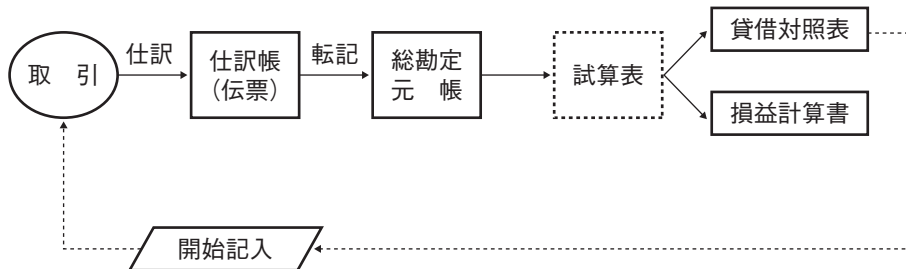 取　引
仕訳
仕訳帳
（伝票）
転記
総勘定
元　帳
試算表
貸借対照表
損益計算書
開始記入